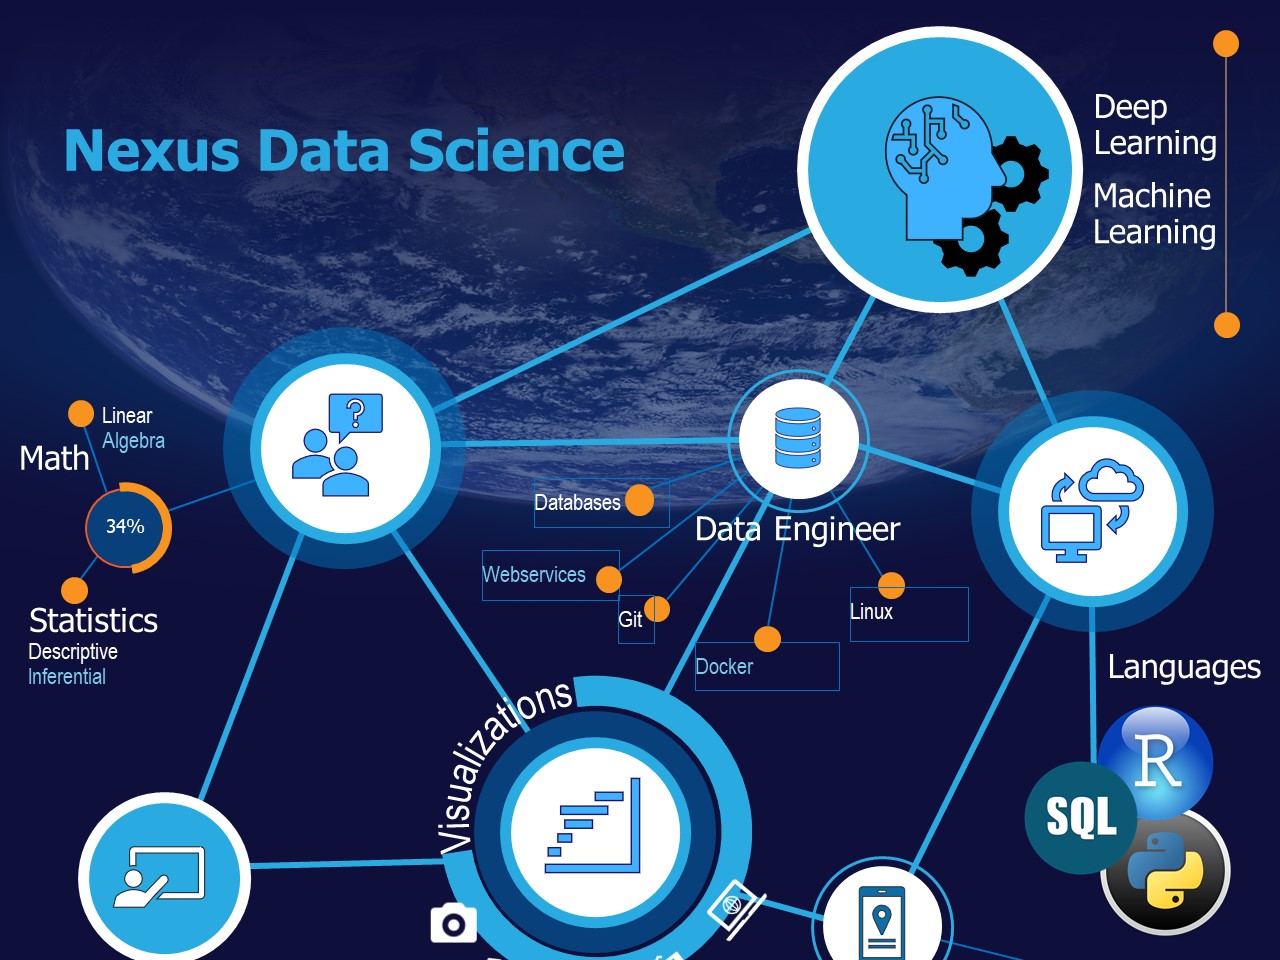 Nexus Data Science
Deep
Learning
Machine
Learning
?
Linear
Algebra
Math
34%
Statistics
Descriptive
Inferential
Databases
Data Engineer
Webservices
Git
Linux
Docker
Languages
R
SQL
Visualizations